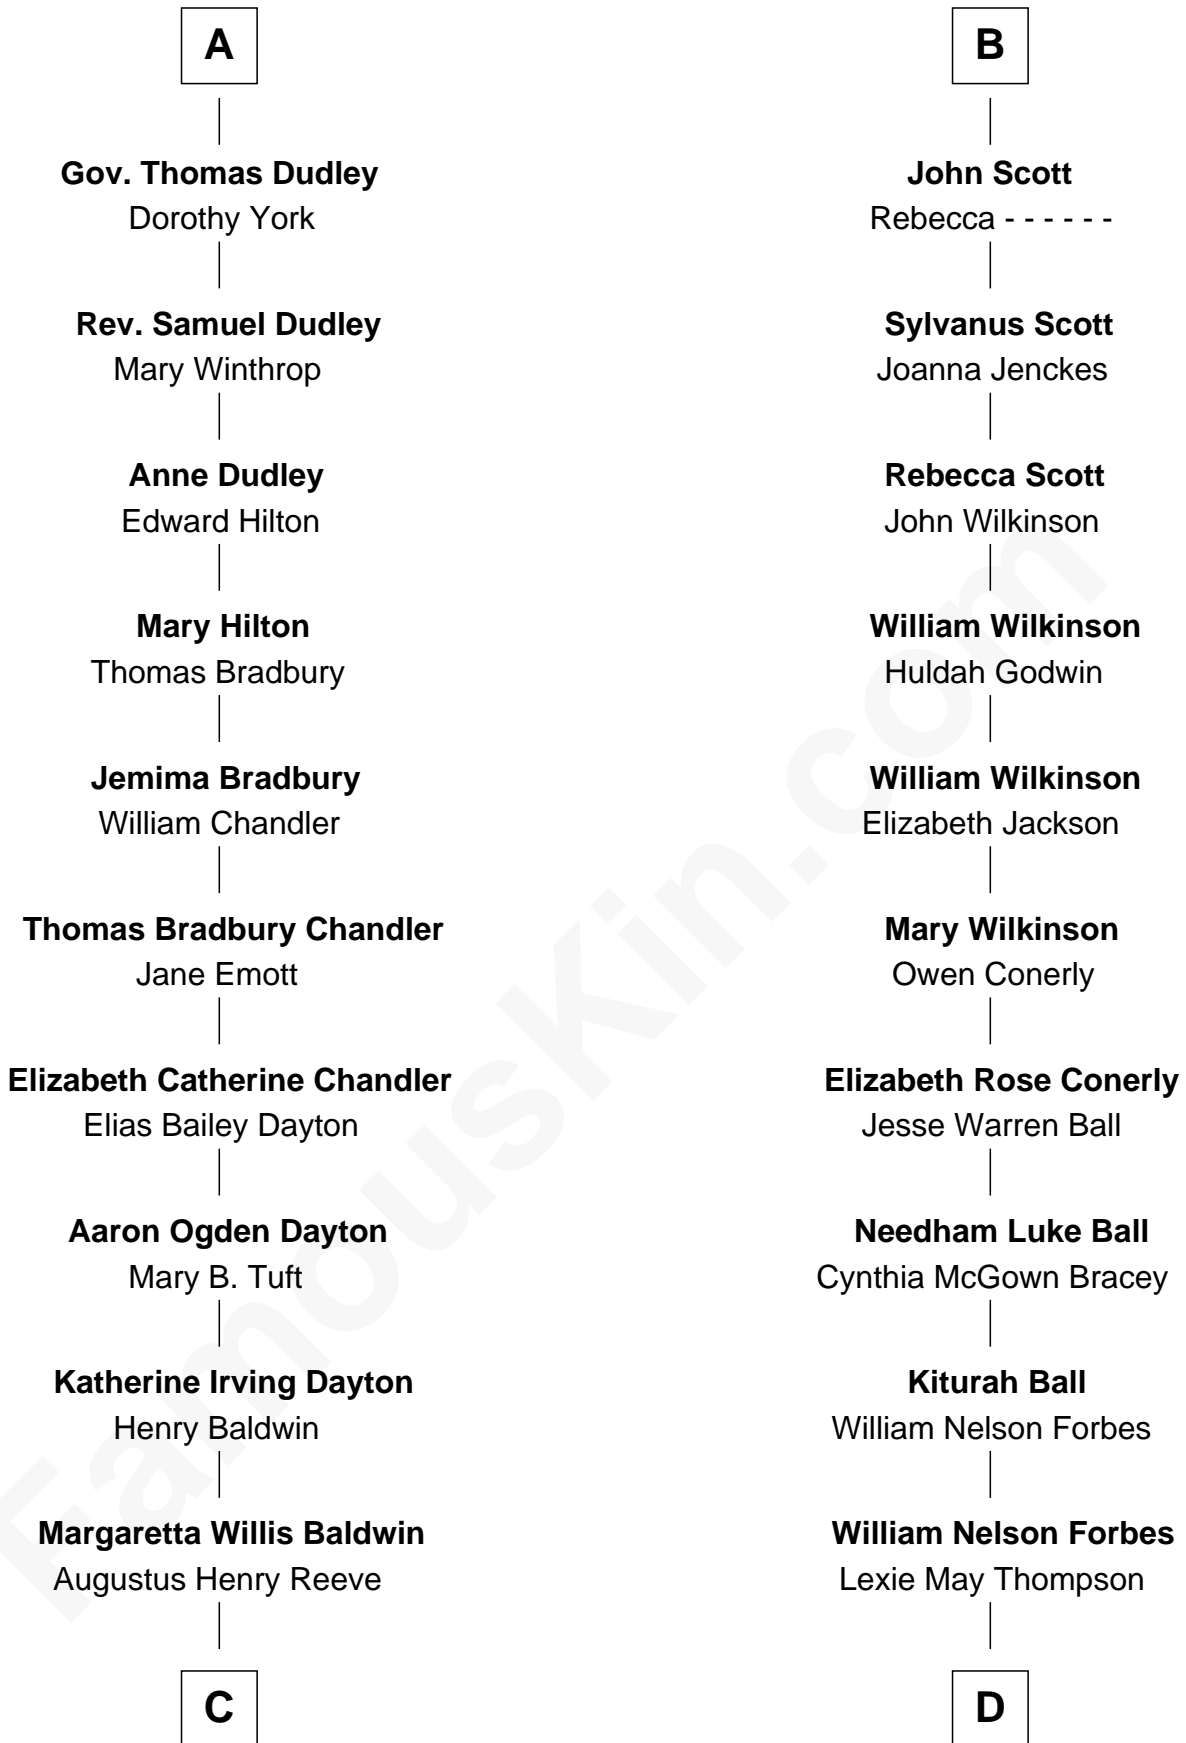 A
Gov. Thomas Dudley
Dorothy York
Rev. Samuel Dudley
Mary Winthrop
Anne Dudley
Edward Hilton
Mary Hilton
Thomas Bradbury
Jemima Bradbury
William Chandler
Thomas Bradbury Chandler
Jane Emott
Elizabeth Catherine Chandler
Elias Bailey Dayton
Aaron Ogden Dayton
Mary B. Tuft
Katherine Irving Dayton
Henry Baldwin
Margaretta Willis Baldwin
Augustus Henry Reeve
C
B
John Scott
Rebecca - - - - - -
Sylvanus Scott
Joanna Jenckes
Rebecca Scott
John Wilkinson
William Wilkinson
Huldah Godwin
William Wilkinson
Elizabeth Jackson
Mary Wilkinson
Owen Conerly
Elizabeth Rose Conerly
Jesse Warren Ball
Needham Luke Ball
Cynthia McGown Bracey
Kiturah Ball
William Nelson Forbes
William Nelson Forbes
Lexie May Thompson
D
FamousKin.com